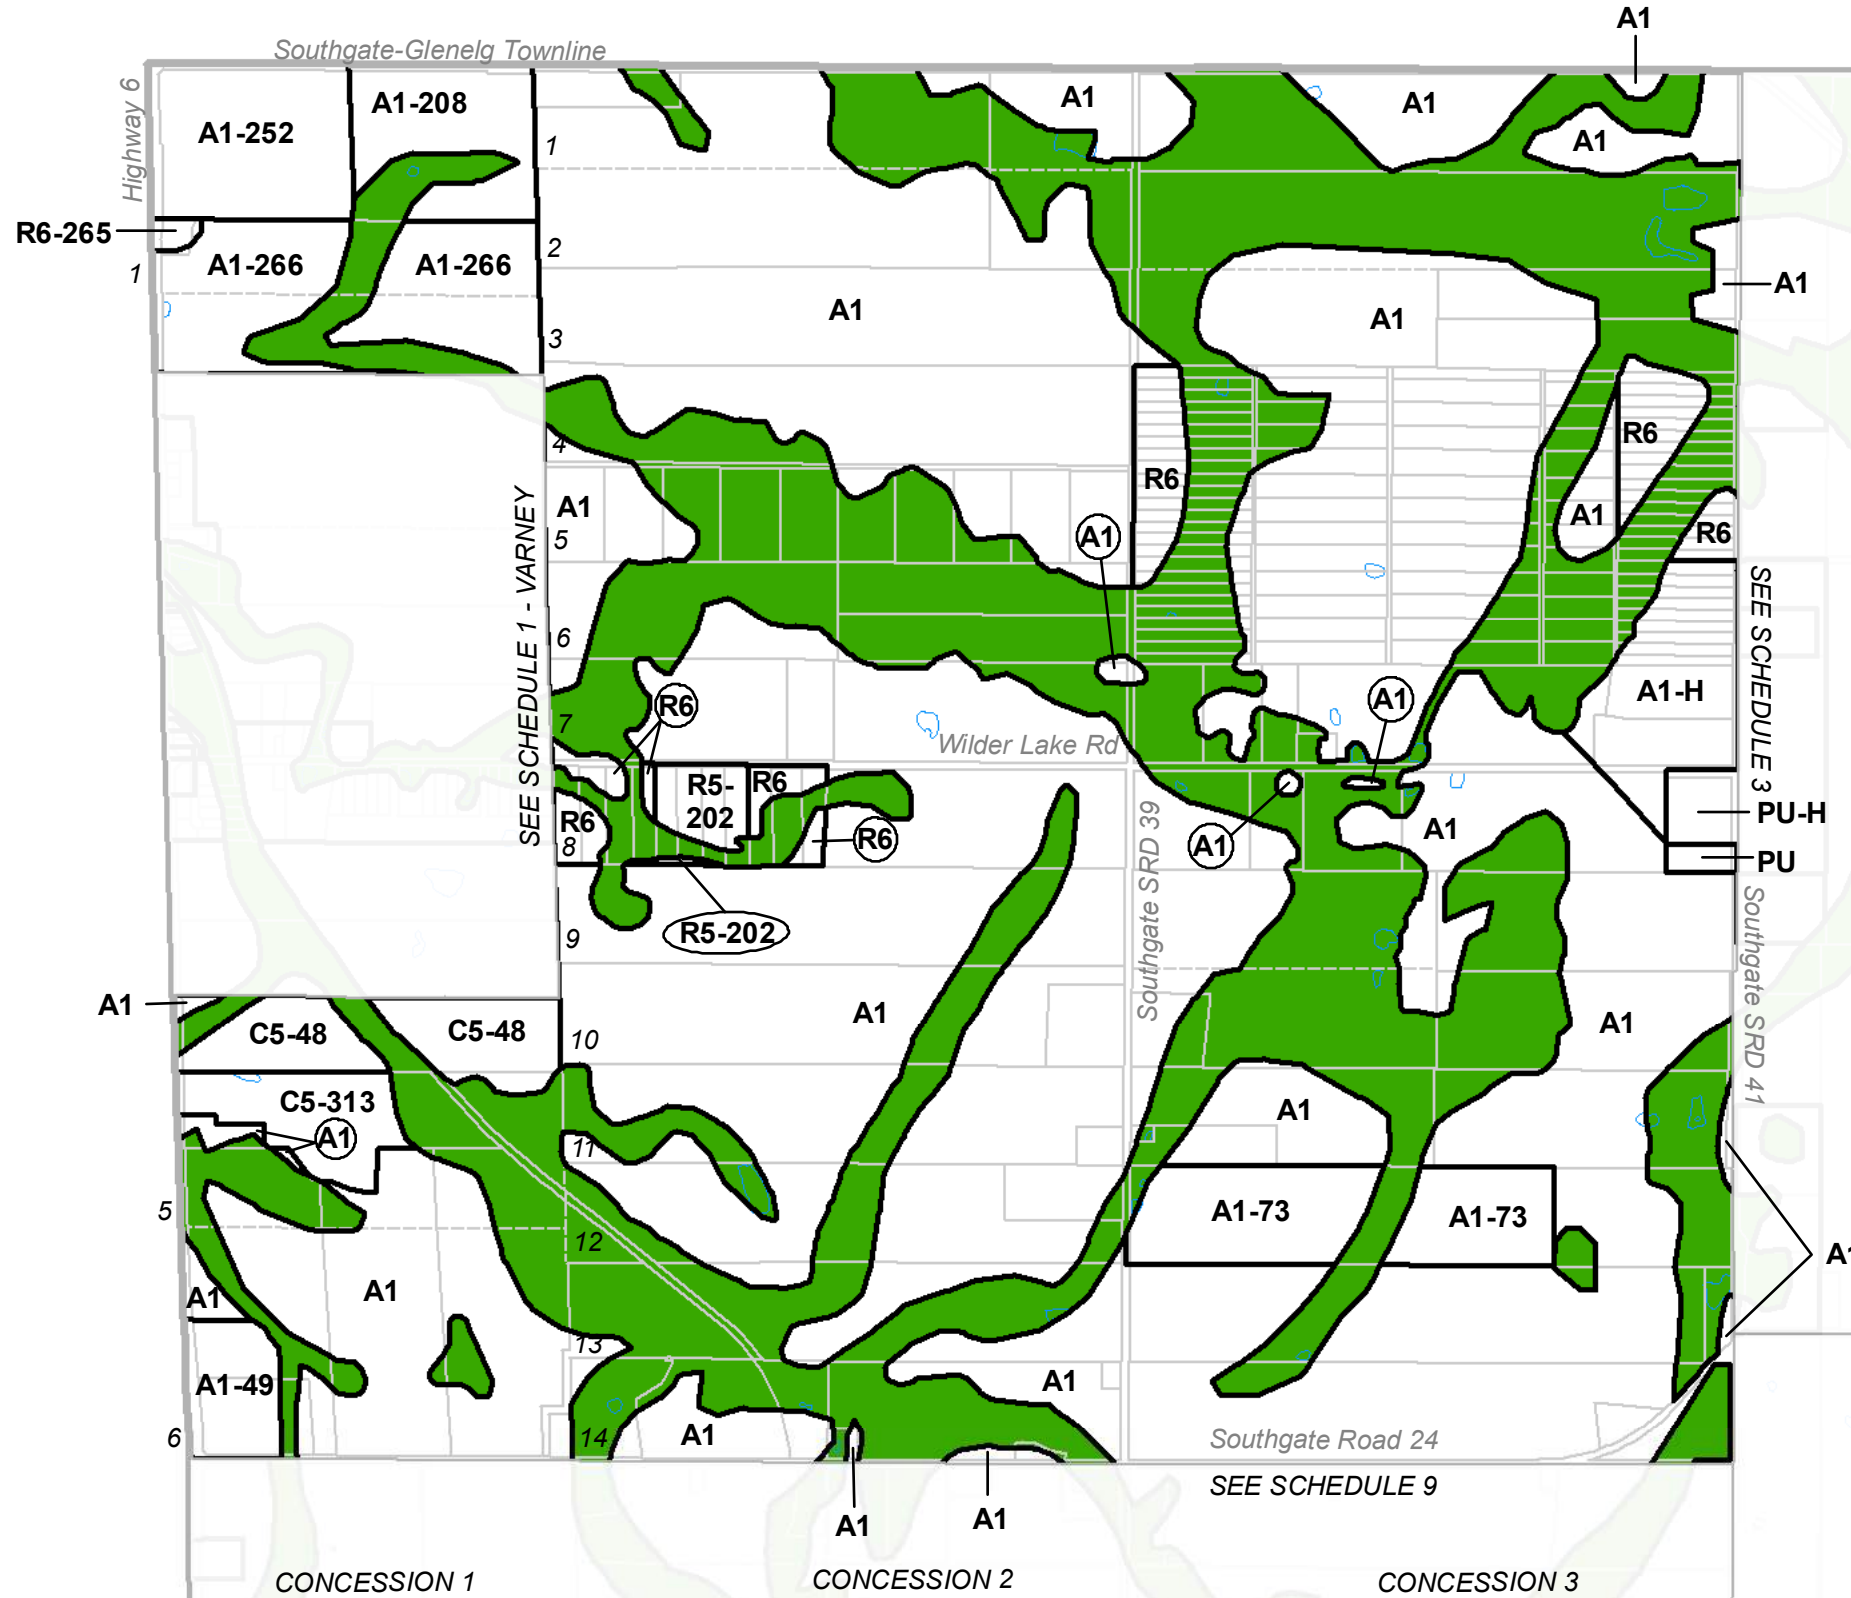 A1
Southgate-Glenelg Townline
Highway 6
A1-252
A1-208
A1
A1
A1
1
R6-265
1
A1-266
A1-266
2
A1
A1
A1
3
4
R6
R6
A1
A1
R6
5
A1
SEE SCHEDULE 1 - VARNEY
SEE SCHEDULE 3
6
A1-H
A1
R6
7
Wilder Lake Rd
R5-
202
R6
R6
8
R6
A1
A1
PU-H
PU
R5-202
9
Southgate SRD 39
Southgate SRD 41
A1
C5-48
C5-48
10
A1
A1
C5-313
A1
A1
11
5
A1-73
A1-73
12
A1
A1
A1
13
A1-49
A1
6
14
A1
Southgate Road 24
SEE SCHEDULE 9
A1
A1
CONCESSION 1
CONCESSION 2
CONCESSION 3